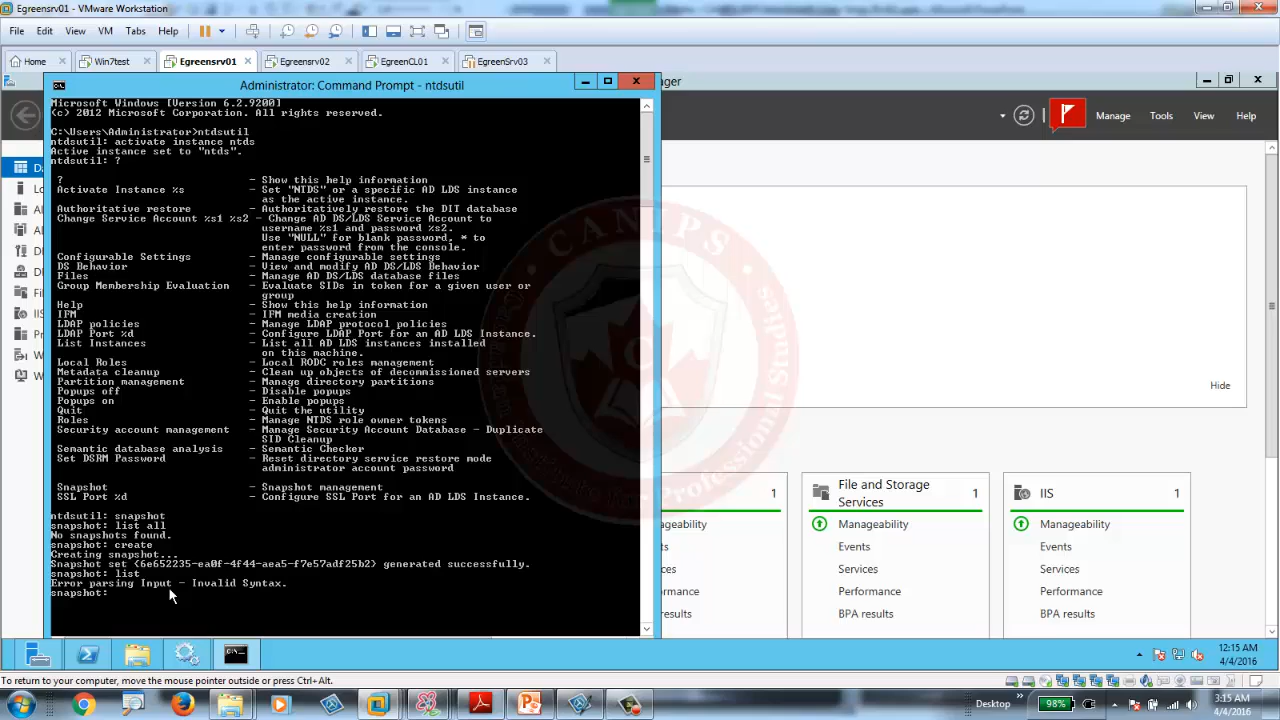 Egreensrv01 - VMware Workstation
File Edit View VM Tabs Help
Home Win7test Egreensrv01 Egreensrv02 EgreenCL01 EgreenSrv03
Administrator: Command Prompt - ntdsutil
Manage Tools View Help
Microsoft Windows [Version 6.2.9200]
(c) 2012 Microsoft Corporation. All rights reserved.
C:\Users\Administrator>ntdsutil
ntdsutil: activate instance ntds
Active instance set to "ntds".
ntdsutil: ?
? - Show this help information
Activate Instance %s - Set "NTDS" or a specific AD LDS instance
as the active instance.
Authoritative restore - Authoritatively restore the DIT database
Change Service Account %s1 %s2 - Change AD DS/LDS Service Account to
username %s1 and password %s2.
Use "NULL" for blank password, * to
enter password from the console.
Configurable Settings - Manage configurable settings
DS Behavior - View and modify AD DS/LDS Behavior
Files - Manage AD DS/LDS database files
Group Membership Evaluation - Evaluate SIDs in token for a given user or
group
Help - Show this help information
IFM - IFM media creation
LDAP policies - Manage LDAP protocol policies
LDAP Port %d - Configure LDAP Port for an AD LDS Instance.
List Instances - List all AD LDS instances installed
on this machine.
Local Roles - Local RODC roles management
Metadata cleanup - Clean up objects of decommissioned servers
Partition management - Manage directory partitions
Popups off - Disable popups
Popups on - Enable popups
Quit - Quit the utility
Roles - Manage NTDS role owner tokens
Security account management - Manage Security Account Database - Duplicate
SID Cleanup
Semantic database analysis - Semantic Checker
Set DSRM Password - Reset directory service restore mode
administrator account password
Snapshot - Snapshot management
SSL Port %d - Configure SSL Port for an AD LDS Instance.
ntdsutil: snapshot
snapshot: list all
No snapshots found.
snapshot: create
Creating snapshot...
Snapshot set {6e652235-ea0f-4f44-aea5-f7e57adf25b2} generated successfully.
snapshot: list
Error parsing Input - Invalid Syntax.
snapshot:
Hide
1
File and Storage
Services
1
IIS
1
Manageability
Events
Services
Performance
BPA results
Manageability
Events
Services
Performance
BPA results
CAMPS
12:15 AM
4/4/2016
To return to your computer, move the mouse pointer outside or press Ctrl+Alt.
Desktop
98%
3:15 AM
4/4/2016